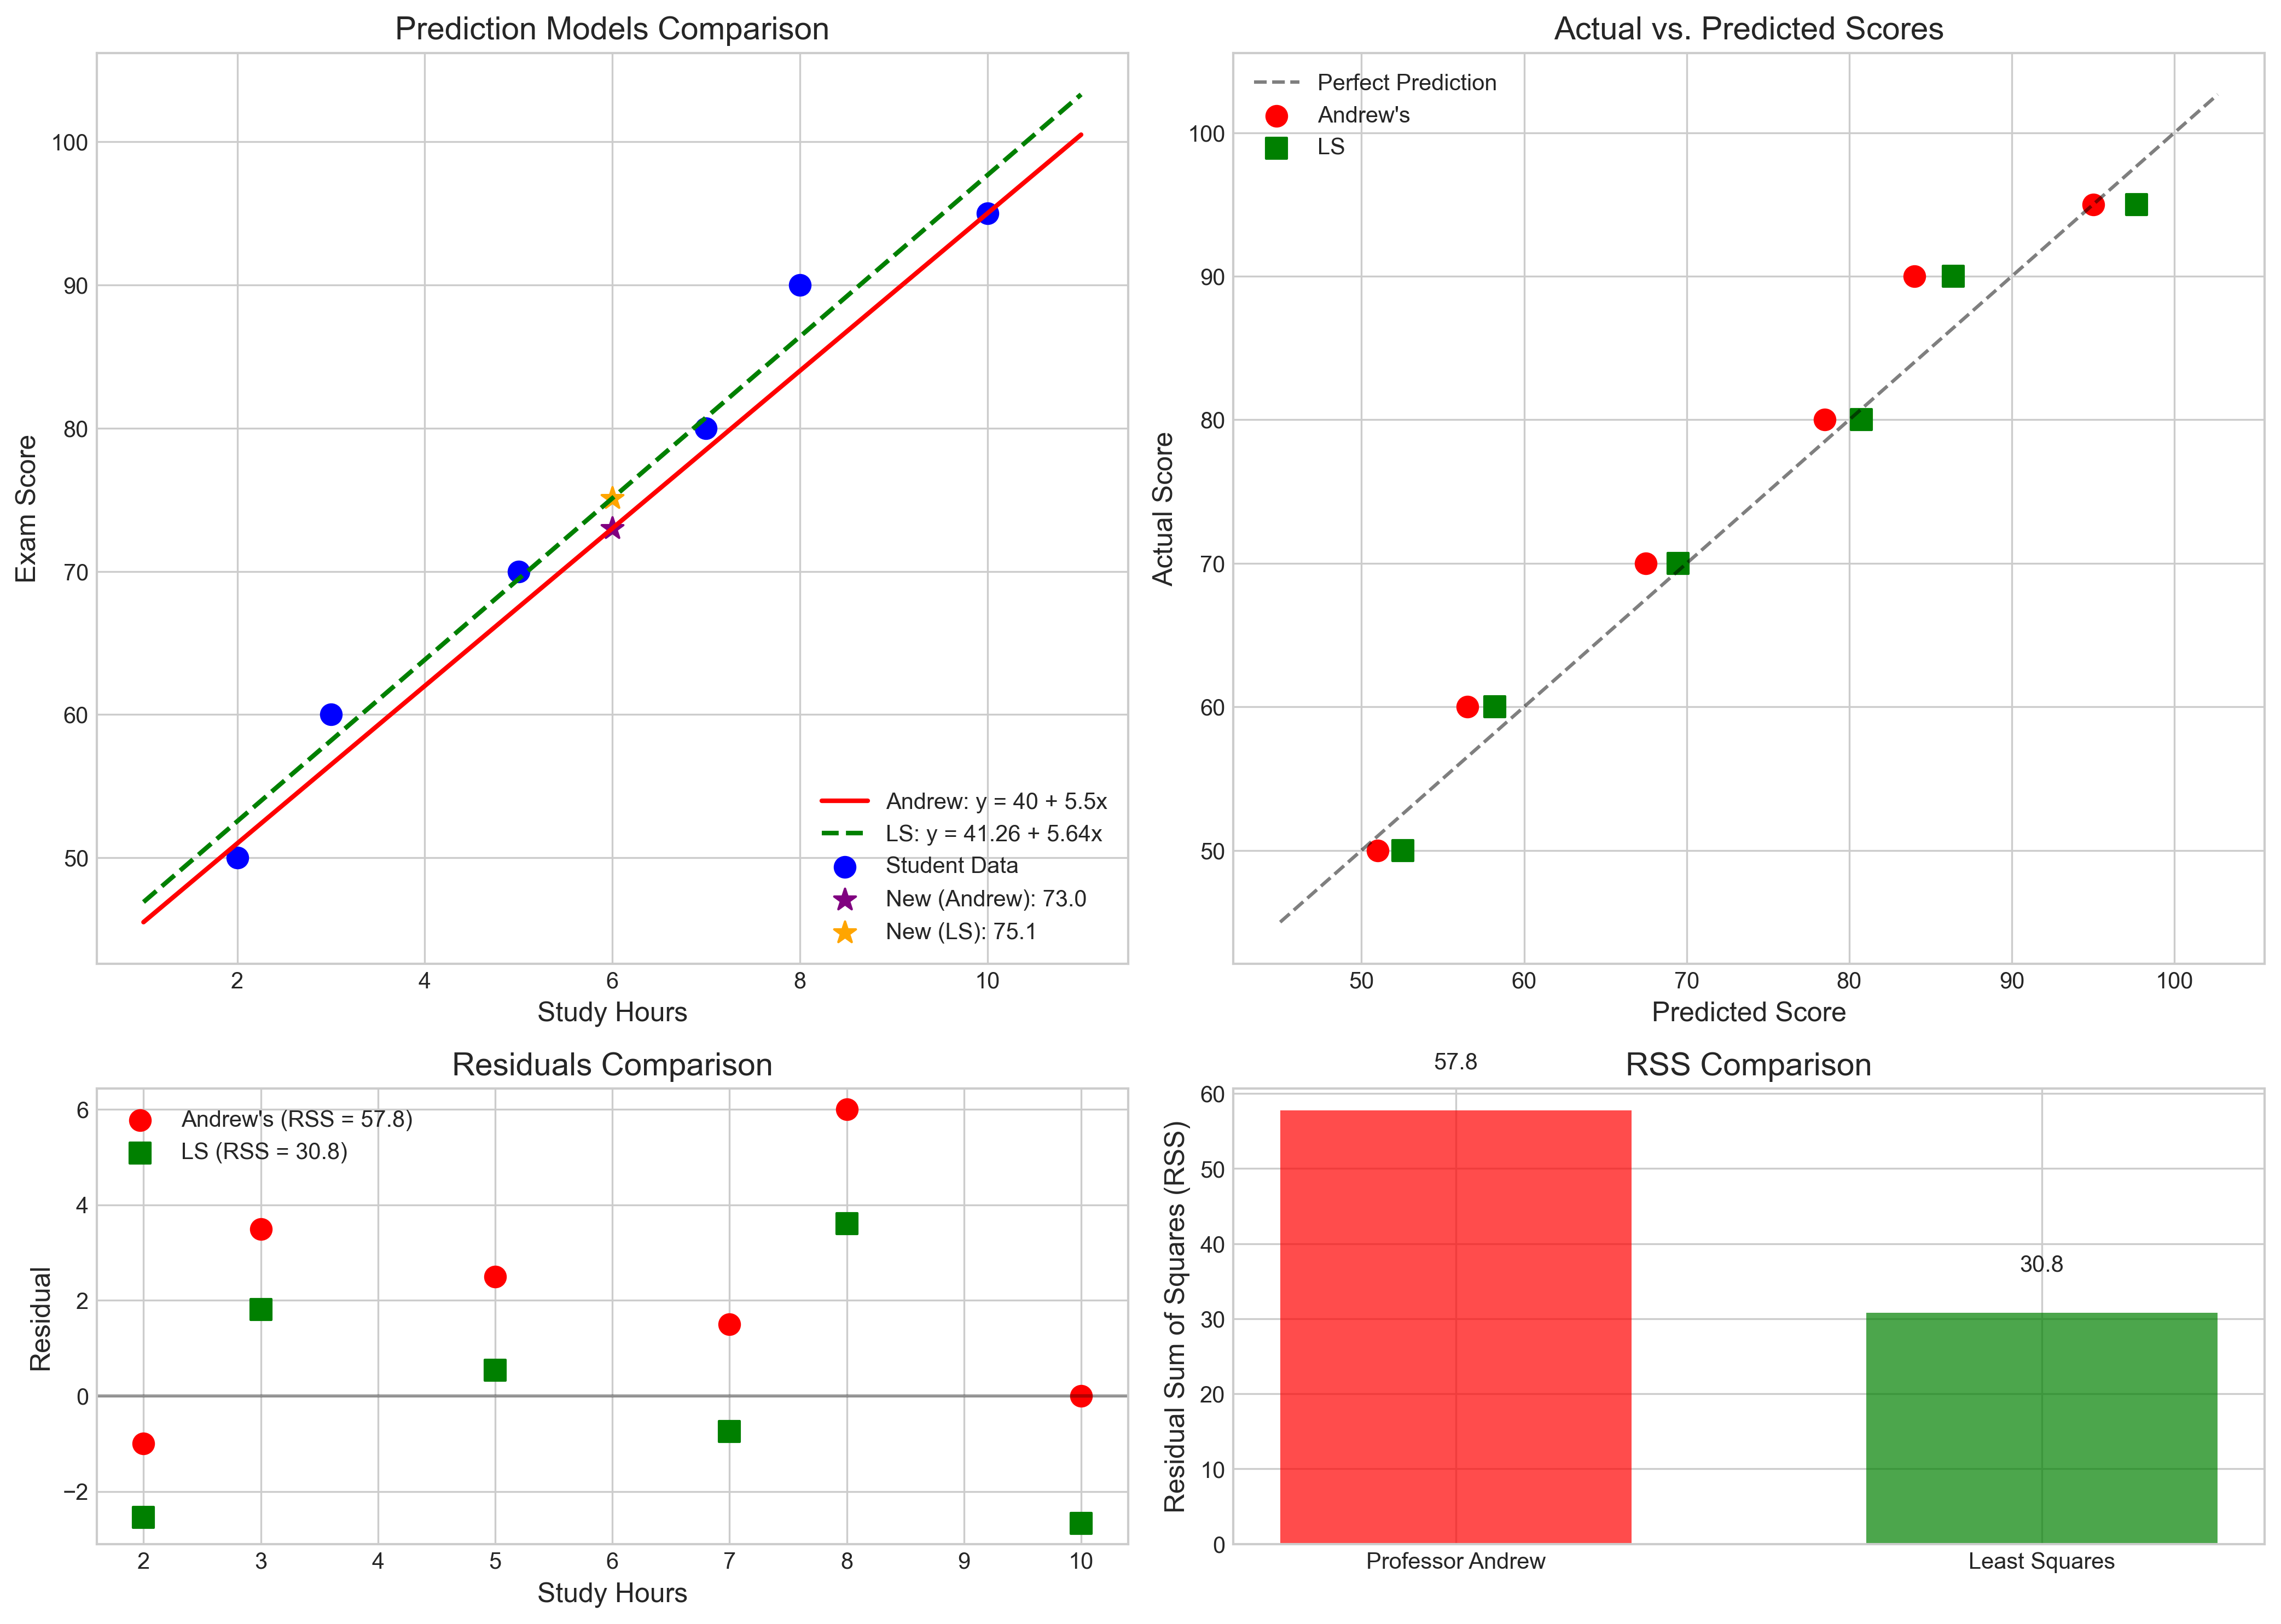 Prediction Models Comparison
Exam Score
100
90
80
70
60
50
Andrew: y = 40 + 5.5x
LS: y = 41.26 + 5.64x
Student Data
New (Andrew): 73.0
New (LS): 75.1
2
4
6
8
10
Study Hours
Actual vs. Predicted Scores
Perfect Prediction
Andrew's
LS
Actual Score
100
90
80
70
60
50
50
60
70
80
90
100
Predicted Score
Residuals Comparison
Andrew's (RSS = 57.8)
LS (RSS = 30.8)
Residual
6
4
2
0
−2
2
3
4
5
6
7
8
9
10
Study Hours
RSS Comparison
57.8
30.8
Residual Sum of Squares (RSS)
60
50
40
30
20
10
0
Professor Andrew
Least Squares